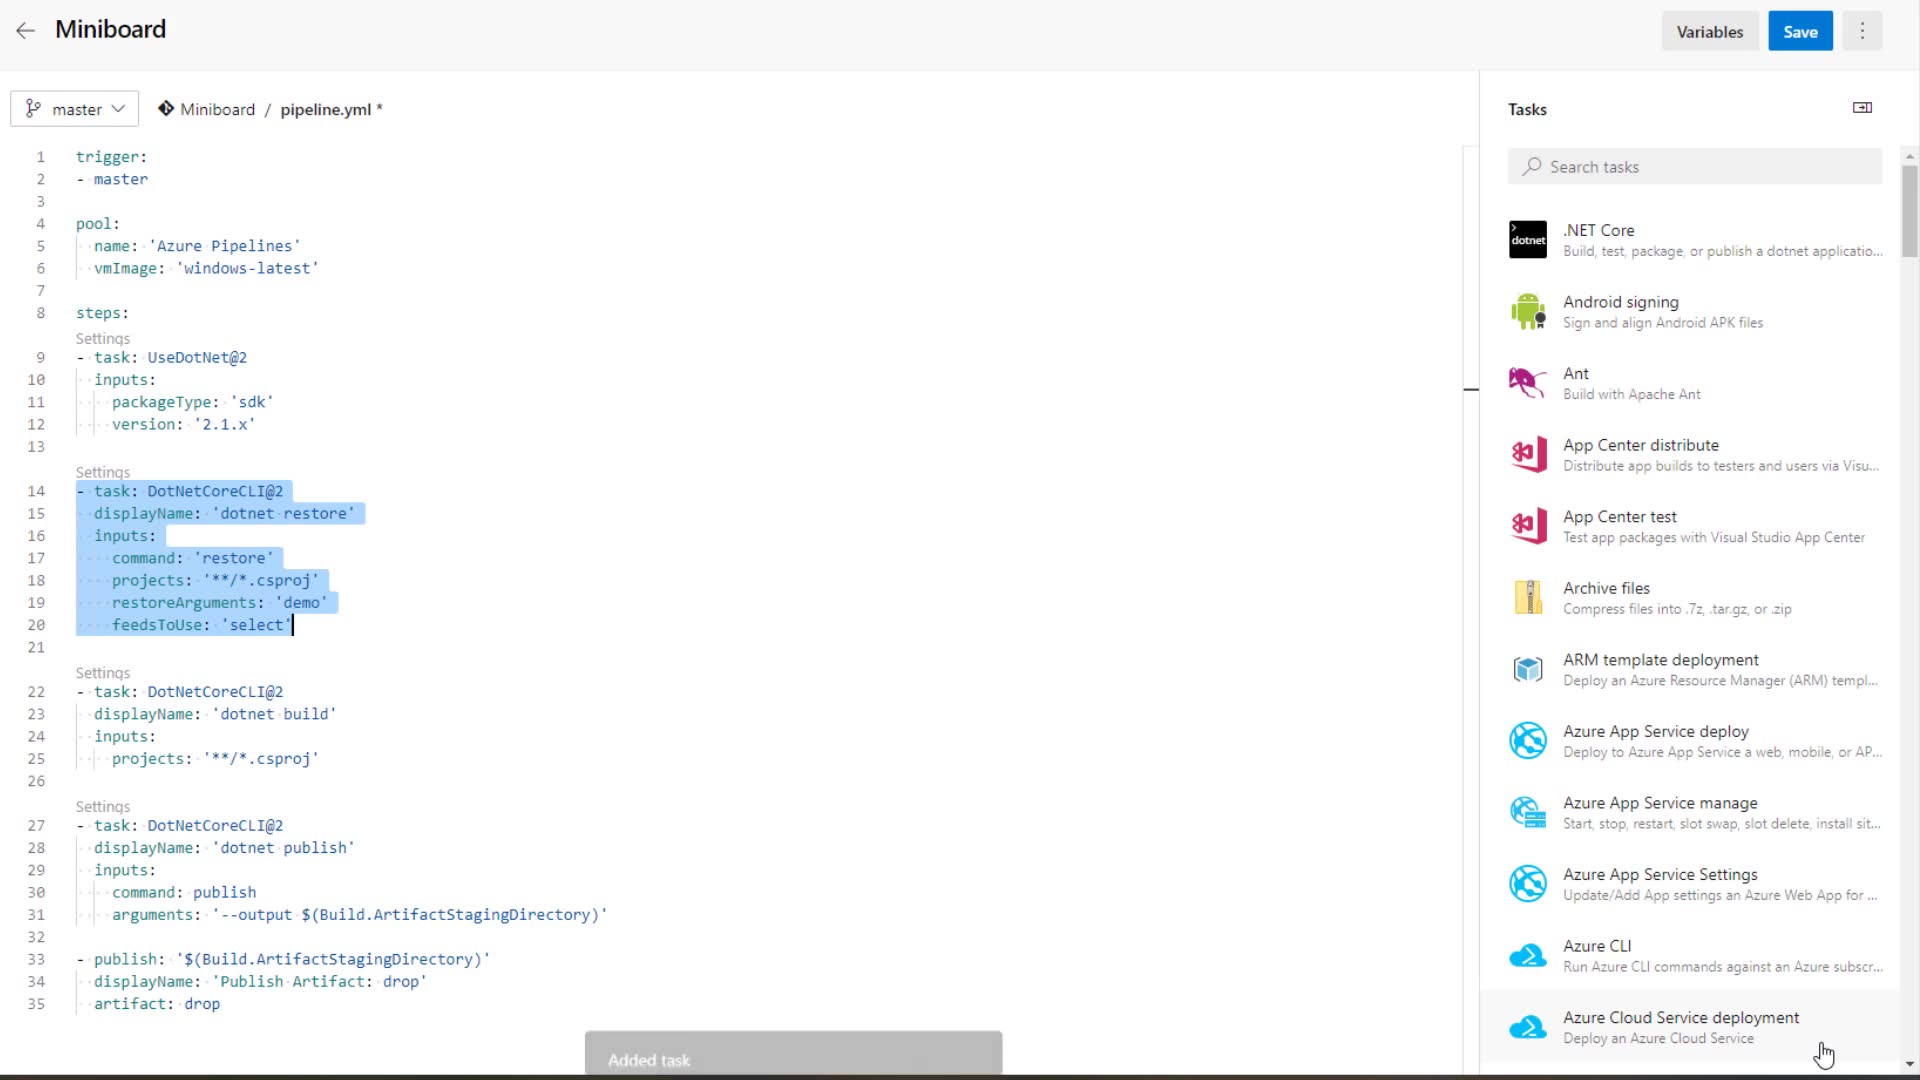 Miniboard
Variables
Save
master
Miniboard / pipeline.yml *
1 trigger:
2 - master
3
4 pool:
5 name: 'Azure Pipelines'
6 vmImage: 'windows-latest'
7
8 steps:
Settings
9 - task: UseDotNet@2
10 inputs:
11 packageType: 'sdk'
12 version: '2.1.x'
13
Settings
14 - task: DotNetCoreCLI@2
15 displayName: 'dotnet restore'
16 inputs:
17 command: 'restore'
18 projects: '**/*.csproj'
19 restoreArguments: 'demo'
20 feedsToUse: 'select'
21
Settings
22 - task: DotNetCoreCLI@2
23 displayName: 'dotnet build'
24 inputs:
25 projects: '**/*.csproj'
26
Settings
27 - task: DotNetCoreCLI@2
28 displayName: 'dotnet publish'
29 inputs:
30 command: publish
31 arguments: '--output $(Build.ArtifactStagingDirectory)'
32
33 - publish: '$(Build.ArtifactStagingDirectory)'
34 displayName: 'Publish Artifact: drop'
35 artifact: drop
Added task
Tasks
Search tasks
dotnet
.NET Core
Build, test, package, or publish a dotnet applicatio...
Android signing
Sign and align Android APK files
Ant
Build with Apache Ant
App Center distribute
Distribute app builds to testers and users via Visu...
App Center test
Test app packages with Visual Studio App Center
Archive files
Compress files into .7z, .tar.gz, or .zip
ARM template deployment
Deploy an Azure Resource Manager (ARM) templ...
Azure App Service deploy
Deploy to Azure App Service a web, mobile, or AP...
Azure App Service manage
Start, stop, restart, slot swap, slot delete, install sit...
Azure App Service Settings
Update/Add App settings an Azure Web App for ...
Azure CLI
Run Azure CLI commands against an Azure subscr...
Azure Cloud Service deployment
Deploy an Azure Cloud Service